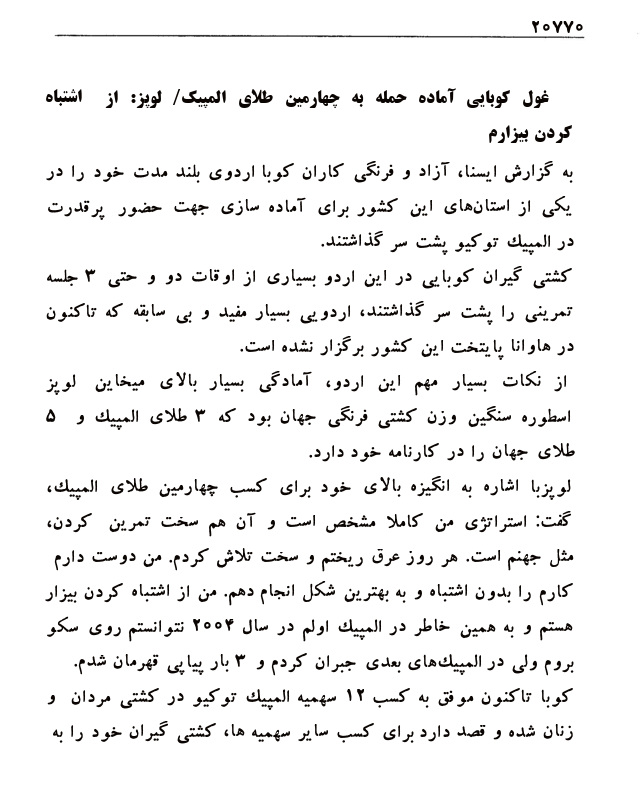 ۲۰۷۷۰
غول کوبایی آماده حمله به چهارمین طلای المپیک/ لوپز: از اشتباه
کردن بیزارم
به گزارش ایسنا، آزاد و فرنگی کاران کوبا اردوی بلند مدت خود را در
یکی از استان‌های این کشور برای آماده سازی جهت حضور پرقدرت
در المپیك توکیو پشت سر گذاشتند.
کشتی گیران کوبایی در این اردو بسیاری از اوقات دو و حتی ۳ جلسه
تمرینی را پشت سر گذاشتند، اردویی بسیار مفید و بی سابقه که تاکنون
در هاوانا پایتخت این کشور برگزار نشده است.
از نکات بسیار مهم این اردو، آمادگی بسیار بالای میخاین لوپز
اسطوره سنگین وزن کشتی فرنگی جهان بود که ۳ طلای المپیك و ۵
طلای جهان را در کارنامه خود دارد.
لوپزبا اشاره به انگیزه بالای خود برای کسب چهارمین طلای المپیك،
گفت: استراتژی من کاملا مشخص است و آن هم سخت تمرین کردن،
مثل جهنم است. هر روز عرق ریختم و سخت تلاش کردم. من دوست دارم
کارم را بدون اشتباه و به بهترین شکل انجام دهم. من از اشتباه کردن بیزار
هستم و به همین خاطر در المپیك اولم در سال ۲۰۰۴ نتوانستم روی سکو
بروم ولی در المپیك‌های بعدی جبران کردم و ۳ بار پیاپی قهرمان شدم.
کوبا تاکنون موفق به کسب ۱۲ سهمیه المپیك توکیو در کشتی مردان و
زنان شده و قصد دارد برای کسب سایر سهمیه ها، کشتی گیران خود را به